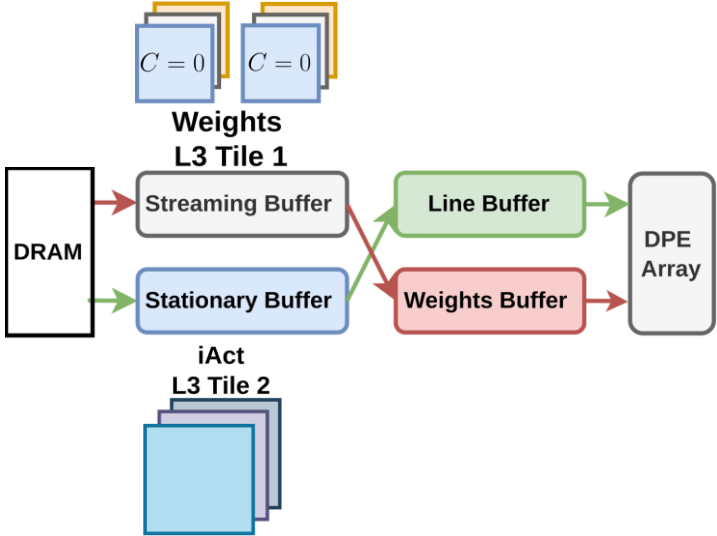 C = 0
C = 0
Weights
L3 Tile 1
DRAM
Streaming Buffer
Line Buffer
DPE
Array
Stationary Buffer
Weights Buffer
iAct
L3 Tile 2